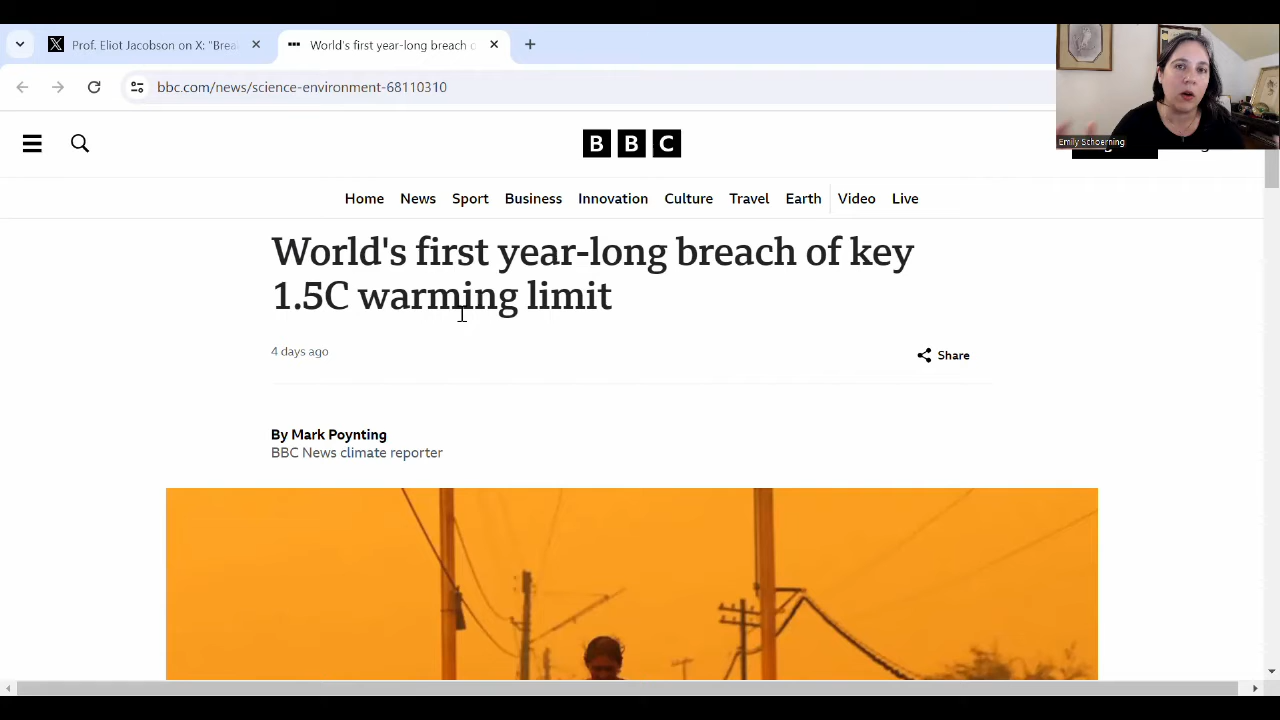 Prof. Eliot Jacobson on X: "Brea
World's first year-long breach o
bbc.com/news/science-environment-68110310
Emily Schoerning
BBC
Home
News
Sport
Business
Innovation
Culture
Travel
Earth
Video
Live
World's first year-long breach of key
1.5C warming limit
4 days ago
Share
By Mark Poynting
BBC News climate reporter